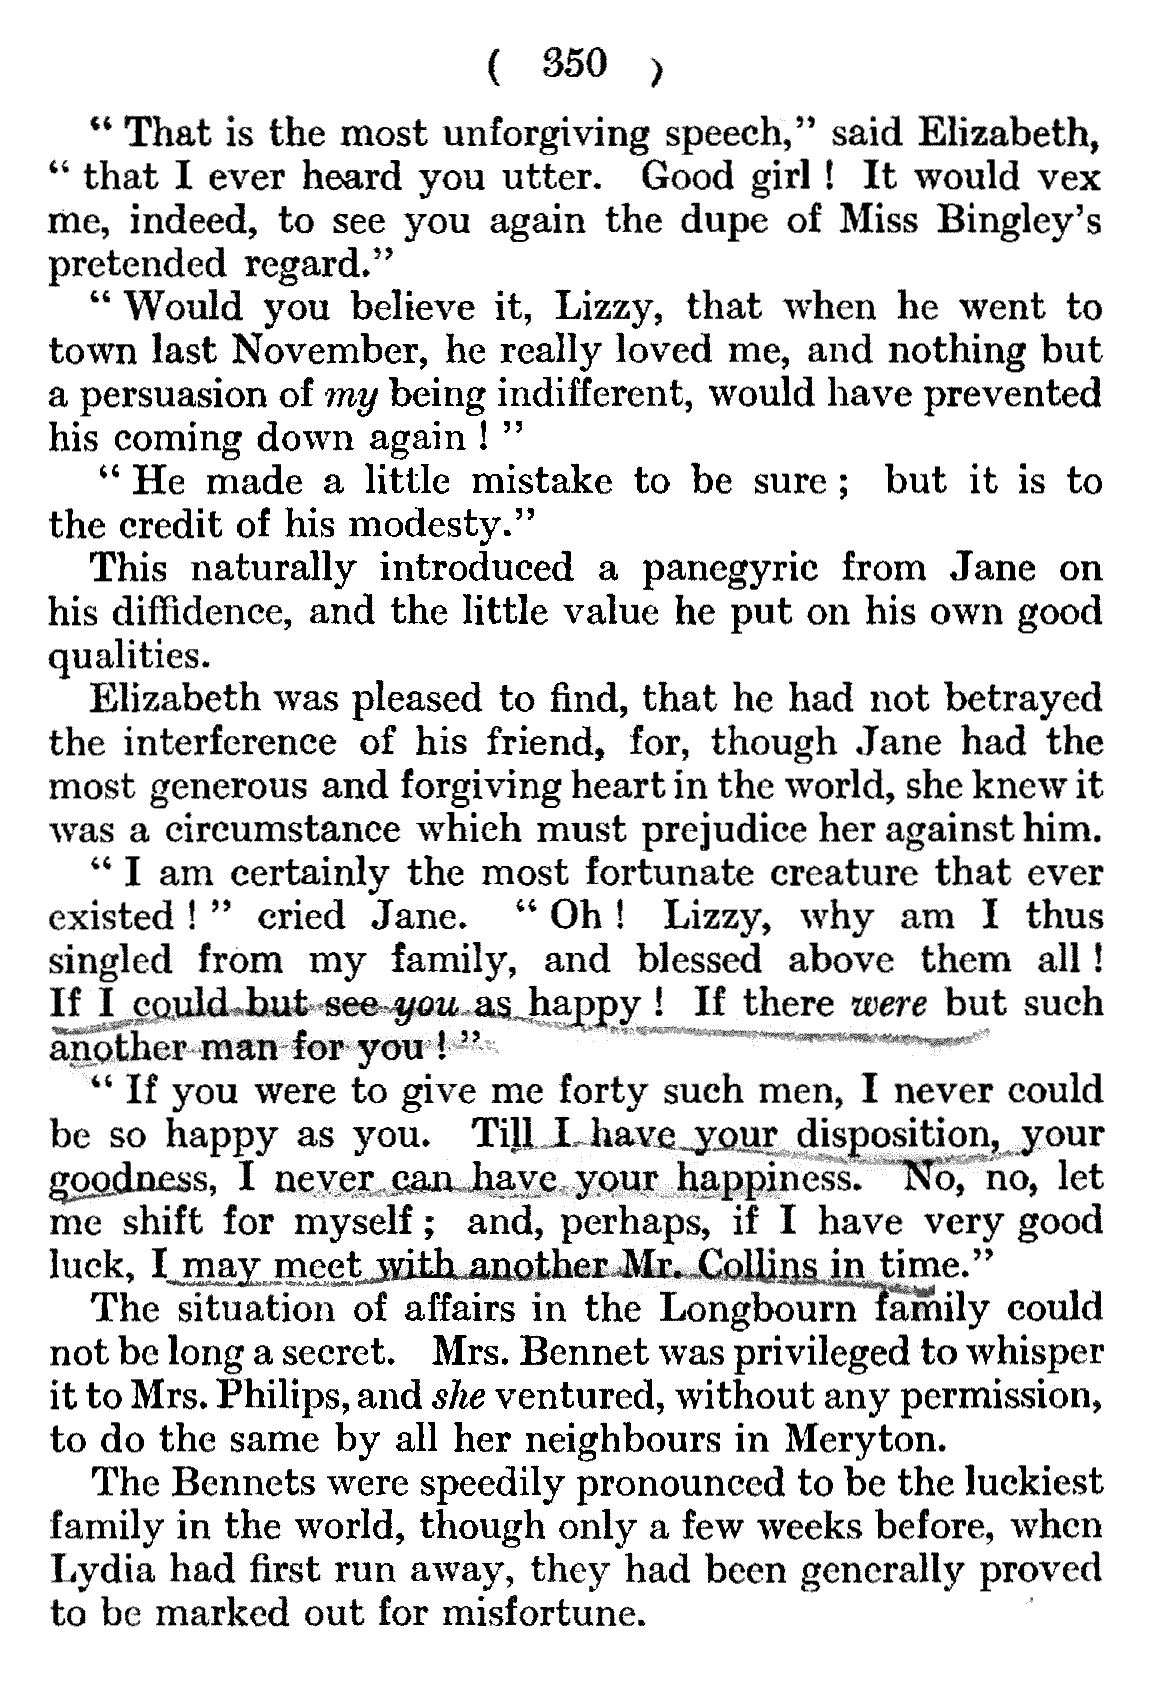 ( 350 )
“ That is the most unforgiving speech,” said Elizabeth,
“ that I ever heard you utter. Good girl ! It would vex
me, indeed, to see you again the dupe of Miss Bingley’s
pretended regard.”
“ Would you believe it, Lizzy, that when he went to
town last November, he really loved me, and nothing but
a persuasion of my being indifferent, would have prevented
his coming down again ! ”
“ He made a little mistake to be sure ; but it is to
the credit of his modesty.”
This naturally introduced a panegyric from Jane on
his diffidence, and the little value he put on his own good
qualities.
Elizabeth was pleased to find, that he had not betrayed
the interference of his friend, for, though Jane had the
most generous and forgiving heart in the world, she knew it
was a circumstance which must prejudice her against him.
“ I am certainly the most fortunate creature that ever
existed ! ” cried Jane. “ Oh ! Lizzy, why am I thus
singled from my family, and blessed above them all !
If I could but see you as happy ! If there were but such
another man for you ! ”
“ If you were to give me forty such men, I never could
be so happy as you. Till I have your disposition, your
goodness, I never can have your happiness. No, no, let
me shift for myself ; and, perhaps, if I have very good
luck, I may meet with another Mr. Collins in time.”
The situation of affairs in the Longbourn family could
not be long a secret. Mrs. Bennet was privileged to whisper
it to Mrs. Philips, and she ventured, without any permission,
to do the same by all her neighbours in Meryton.
The Bennets were speedily pronounced to be the luckiest
family in the world, though only a few weeks before, when
Lydia had first run away, they had been generally proved
to be marked out for misfortune.